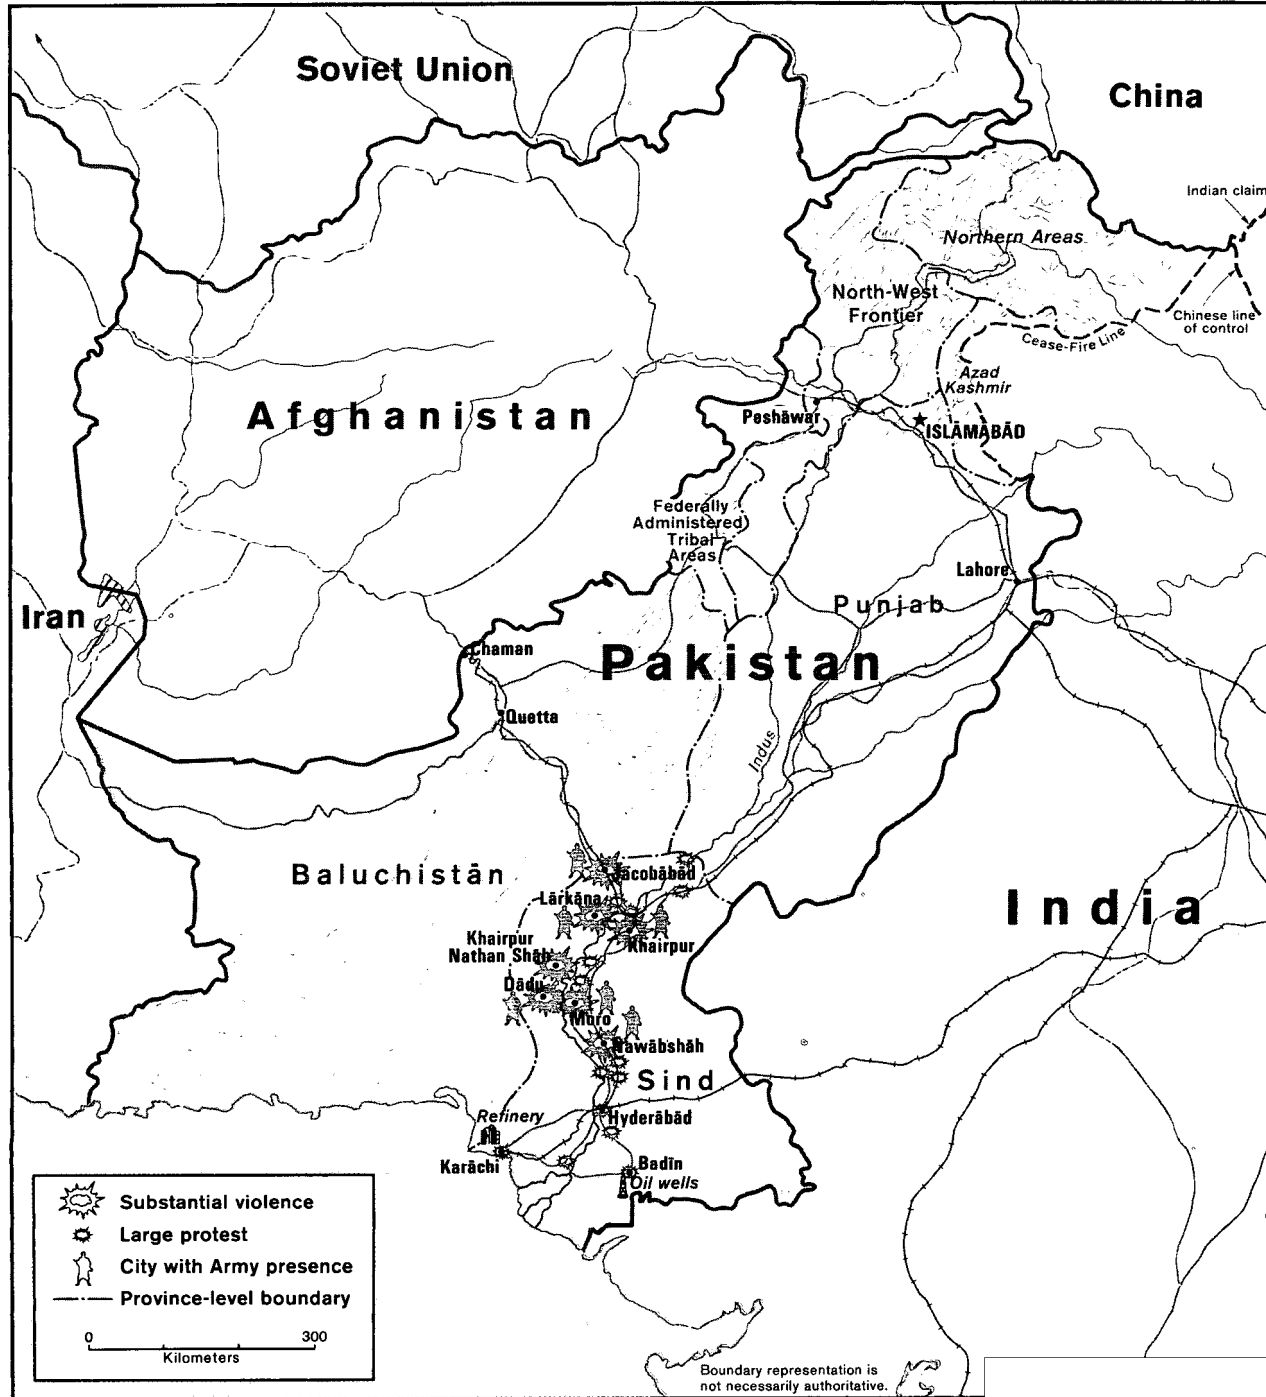 Soviet Union
China
Indian claim
Northern Areas
North-West
Frontier
Chinese line
of control
Cease-Fire Line
Azad
Kashmir
Afghanistan
Peshāwar
ISLĀMĀBĀD
Federally
Administered
Tribal
Areas
Lahore
Punjab
Iran
Chaman
Pakistan
Quetta
Indus
Baluchistān
Jacobābād
Lārkāna
India
Khairpur
Khairpur
Nathan Shāh
Dādu
Moro
Nawābshāh
Sind
Refinery
Hyderābād
Karāchi
Badīn
Oil wells
Substantial violence
Large protest
City with Army presence
Province-level boundary
0 300
Kilometers
Boundary representation is
not necessarily authoritative.